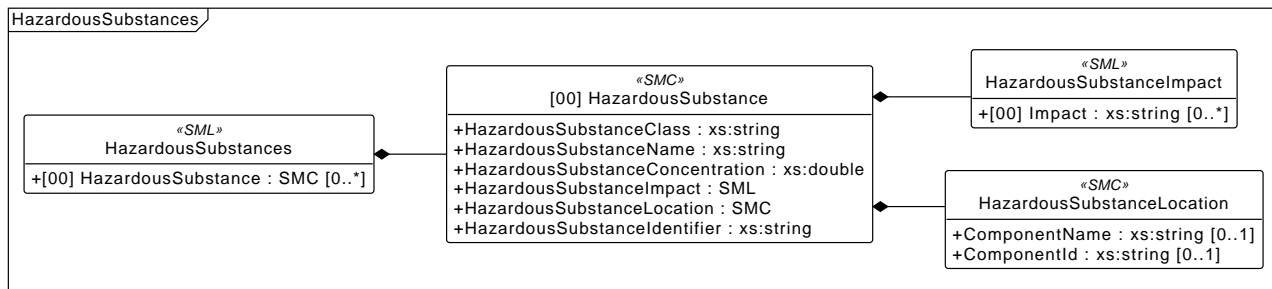 HazardousSubstances
«SML»
HazardousSubstances
+[00] HazardousSubstance : SMC [0..*]
«SMC»
[00] HazardousSubstance
+HazardousSubstanceClass : xs:string
+HazardousSubstanceName : xs:string
+HazardousSubstanceConcentration : xs:double
+HazardousSubstanceImpact : SML
+HazardousSubstanceLocation : SMC
+HazardousSubstanceIdentifier : xs:string
«SML»
HazardousSubstanceImpact
+[00] Impact : xs:string [0..*]
«SMC»
HazardousSubstanceLocation
+ComponentName : xs:string [0..1]
+ComponentId : xs:string [0..1]